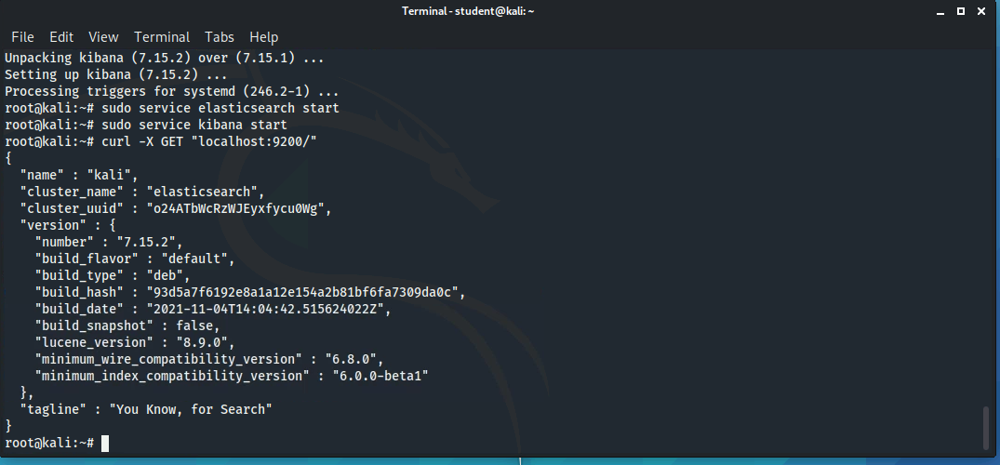 Terminal - student@kali: ~
File Edit View Terminal Tabs Help
Unpacking kibana (7.15.2) over (7.15.1) ...
Setting up kibana (7.15.2) ...
Processing triggers for systemd (246.2-1) ...
root@kali:~# sudo service elasticsearch start
root@kali:~# sudo service kibana start
root@kali:~# curl -X GET "localhost:9200/"
{
  "name" : "kali",
  "cluster_name" : "elasticsearch",
  "cluster_uuid" : "o24ATbWcRzWJEyxfycu0Wg",
  "version" : {
    "number" : "7.15.2",
    "build_flavor" : "default",
    "build_type" : "deb",
    "build_hash" : "93d5a7f6192e8a1a12e154a2b81bf6fa7309da0c",
    "build_date" : "2021-11-04T14:04:42.515624022Z",
    "build_snapshot" : false,
    "lucene_version" : "8.9.0",
    "minimum_wire_compatibility_version" : "6.8.0",
    "minimum_index_compatibility_version" : "6.0.0-beta1"
  },
  "tagline" : "You Know, for Search"
}
root@kali:~#